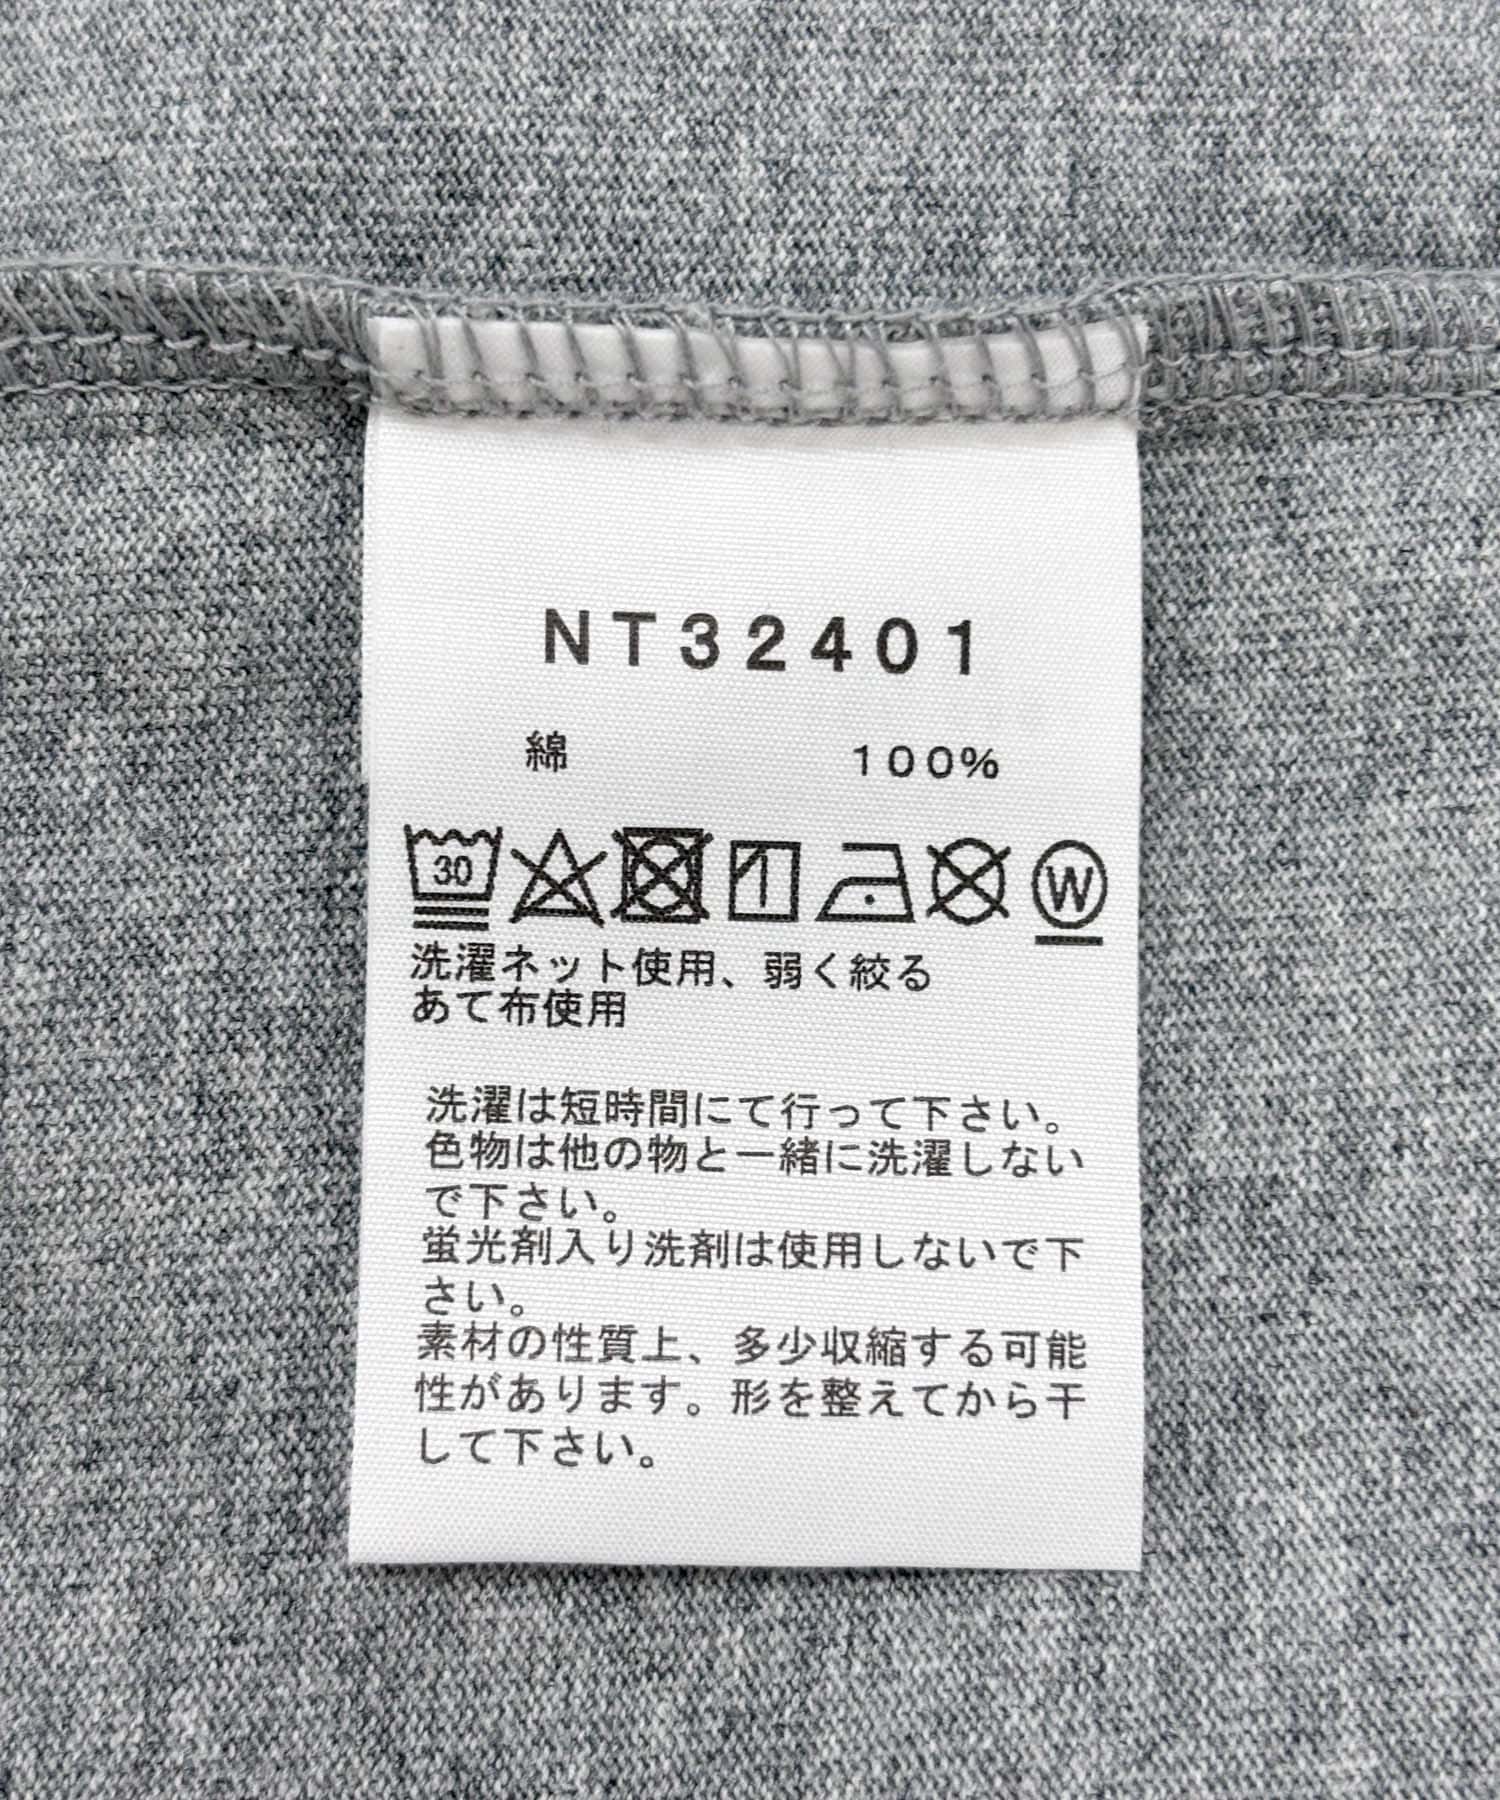 NT32401
綿 100%
30
W
洗濯ネット使用、弱く絞る
あて布使用
洗濯は短時間にて行って下さい。
色物は他の物と一緒に洗濯しない
で下さい。
蛍光剤入り洗剤は使用しないで下
さい。
素材の性質上、多少収縮する可能
性があります。形を整えてから干
して下さい。